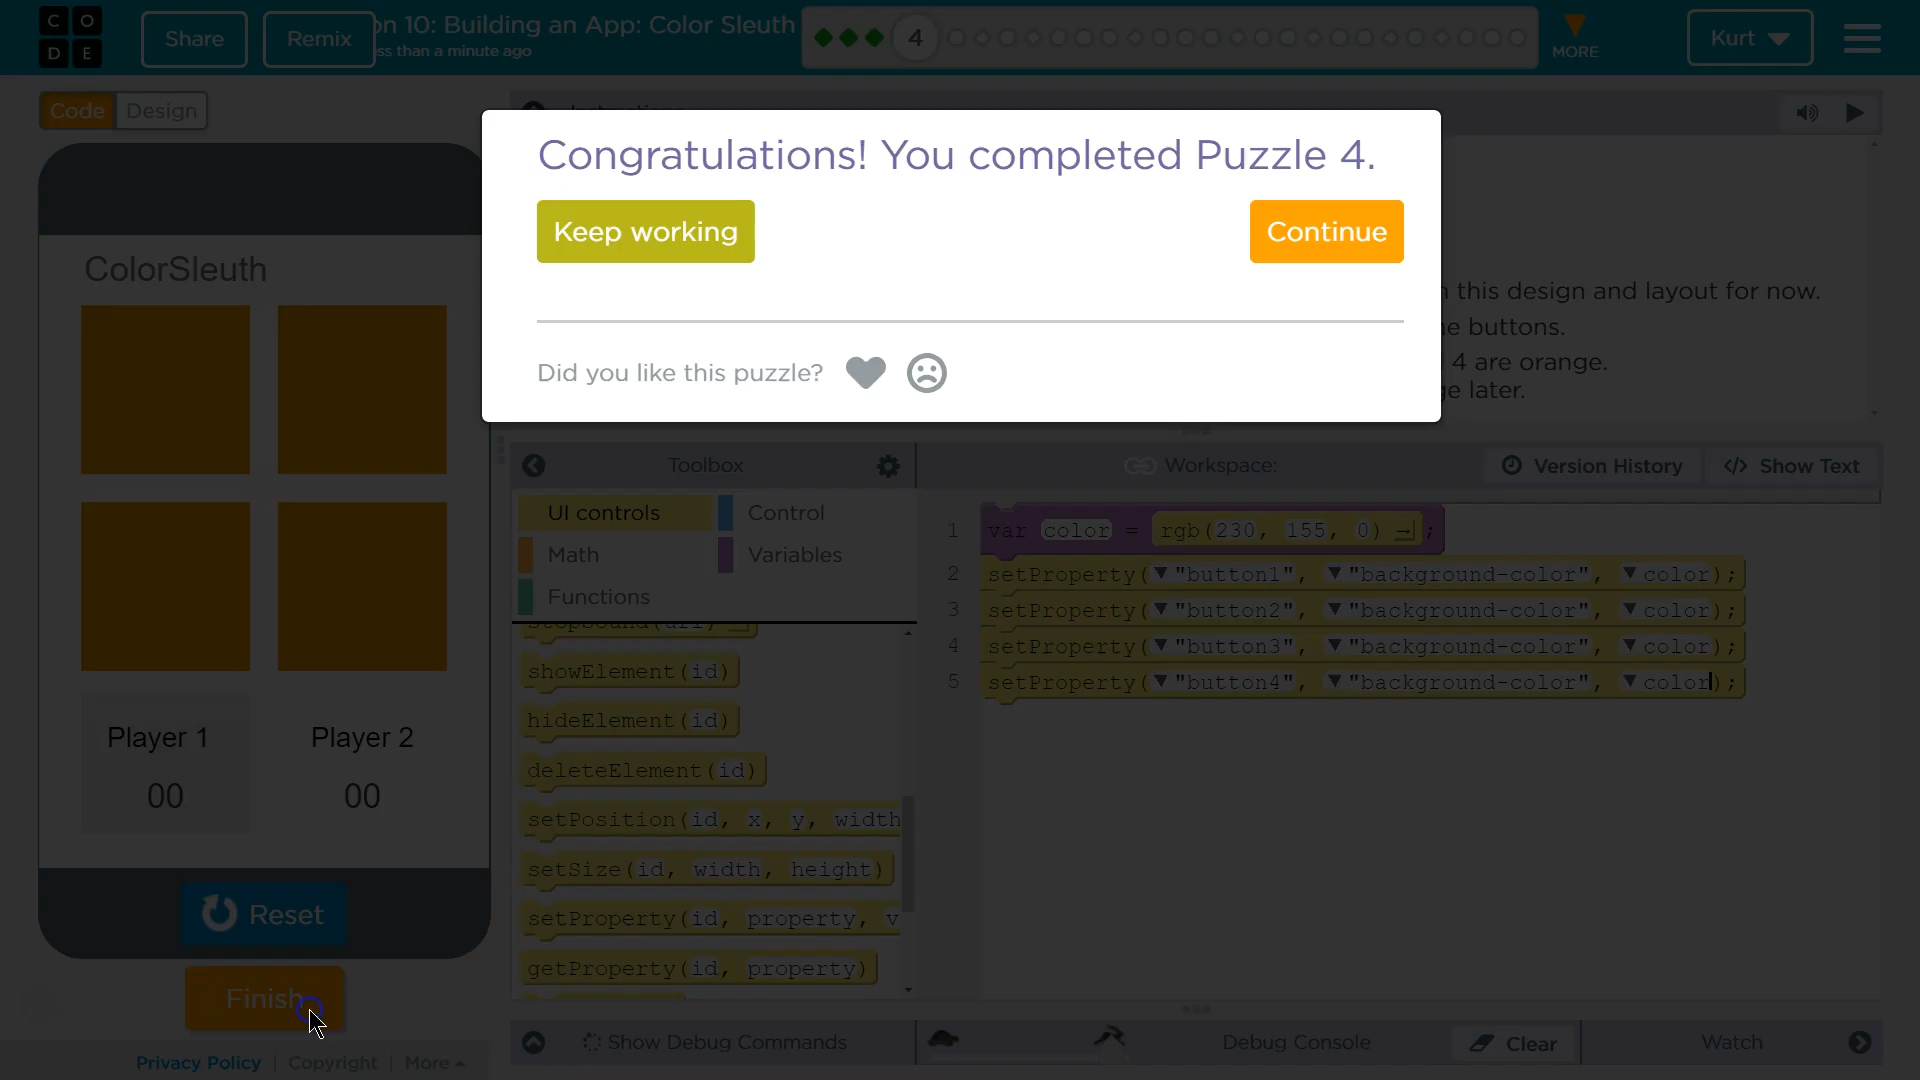 C O
D E
Share
Remix
on 10: Building an App: Color Sleuth
ss than a minute ago
4
MORE
Kurt
Code
Design
Congratulations! You completed Puzzle 4.
Keep working
Continue
Did you like this puzzle?
n this design and layout for now.
e buttons.
4 are orange.
ge later.
ColorSleuth
Player 1
Player 2
00
00
Reset
Finish
Privacy Policy | Copyright | More
Toolbox
UI controls
Control
Math
Variables
Functions
stopSound(url)
showElement(id)
hideElement(id)
deleteElement(id)
setPosition(id, x, y, width
setSize(id, width, height)
setProperty(id, property, v
getProperty(id, property)
Workspace:
Version History
Show Text
1 var color = rgb(230, 155, 0) ;
2 setProperty("button1", "background-color", color);
3 setProperty("button2", "background-color", color);
4 setProperty("button3", "background-color", color);
5 setProperty("button4", "background-color", color);
Show Debug Commands
Debug Console
Clear
Watch